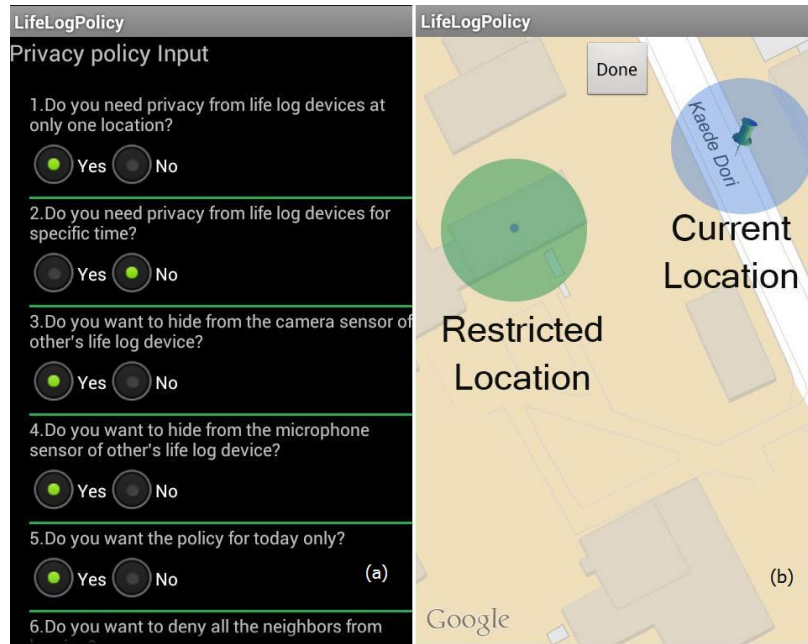 LifeLogPolicy
Privacy policy Input
1.Do you need privacy from life log devices at
only one location?
Yes No
2.Do you need privacy from life log devices for
specific time?
Yes No
3.Do you want to hide from the camera sensor of
other's life log device?
Yes No
4.Do you want to hide from the microphone
sensor of other's life log device?
Yes No
5.Do you want the policy for today only?
Yes No
(a)
6.Do you want to deny all the neighbors from
LifeLogPolicy
Done
Kaede Dori
Current
Location
Restricted
Location
(b)
Google